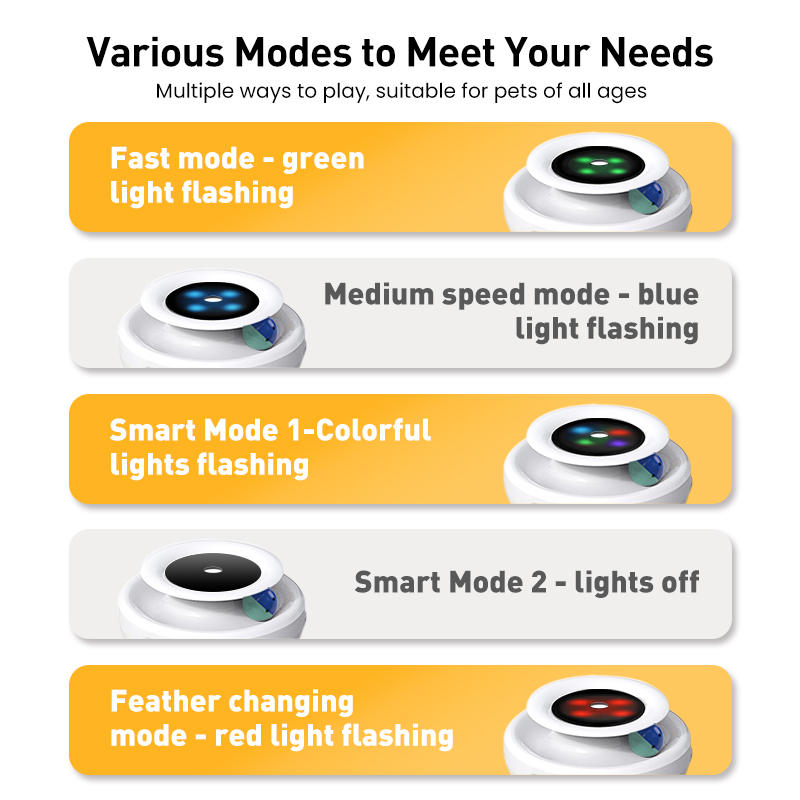 Various Modes to Meet Your Needs
Multiple ways to play, suitable for pets of all ages
Fast mode - green
light flashing
Medium speed mode - blue
light flashing
Smart Mode 1-Colorful
lights flashing
Smart Mode 2 - lights off
Feather changing
mode - red light flashing